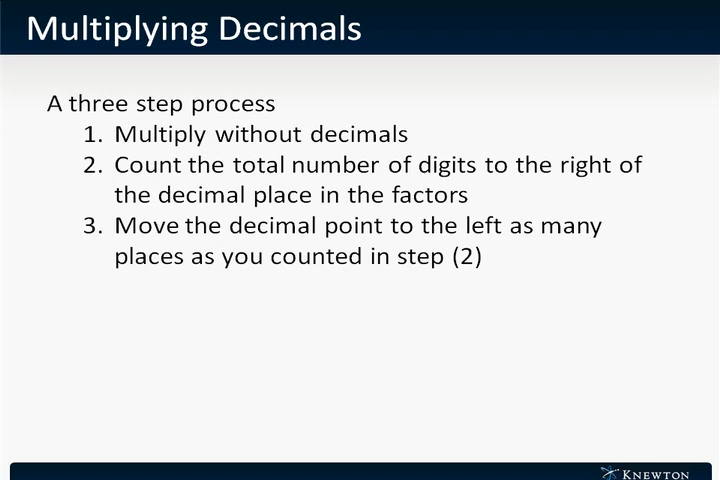 Multiplying Decimals
A three step process
1. Multiply without decimals
2. Count the total number of digits to the right of
the decimal place in the factors
3. Move the decimal point to the left as many
places as you counted in step (2)
KNEWTON